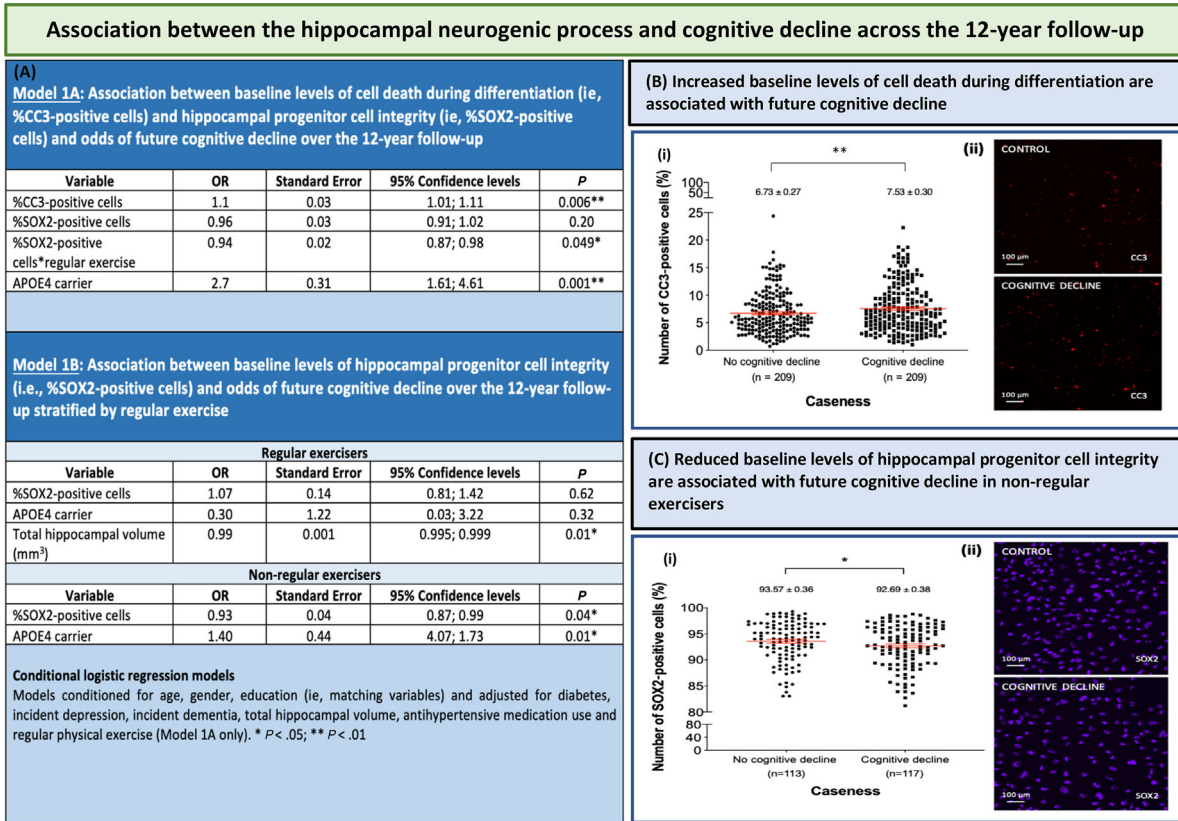 Association between the hippocampal neurogenic process and cognitive decline across the 12-year follow-up
(A)
Model 1A: Association between baseline levels of cell death during differentiation (ie,
%CC3-positive cells) and hippocampal progenitor cell integrity (ie, %SOX2-positive
cells) and odds of future cognitive decline over the 12-year follow-up
Variable OR Standard Error 95% Confidence levels P
%CC3-positive cells 1.1 0.03 1.01; 1.11 0.006**
%SOX2-positive cells 0.96 0.03 0.91; 1.02 0.20
%SOX2-positive 0.94 0.02 0.87; 0.98 0.049*
cells*regular exercise
APOE4 carrier 2.7 0.31 1.61; 4.61 0.001**
Model 1B: Association between baseline levels of hippocampal progenitor cell integrity
(i.e., %SOX2-positive cells) and odds of future cognitive decline over the 12-year follow-
up stratified by regular exercise
Regular exercisers
Variable OR Standard Error 95% Confidence levels P
%SOX2-positive cells 1.07 0.14 0.81; 1.42 0.62
APOE4 carrier 0.30 1.22 0.03; 3.22 0.32
Total hippocampal volume 0.99 0.001 0.995; 0.999 0.01*
(mm³)
Non-regular exercisers
Variable OR Standard Error 95% Confidence levels P
%SOX2-positive cells 0.93 0.04 0.87; 0.99 0.04*
APOE4 carrier 1.40 0.44 4.07; 1.73 0.01*
Conditional logistic regression models
Models conditioned for age, gender, education (ie, matching variables) and adjusted for diabetes,
incident depression, incident dementia, total hippocampal volume, antihypertensive medication use and
regular physical exercise (Model 1A only). * P < .05; ** P < .01
(B) Increased baseline levels of cell death during differentiation are
associated with future cognitive decline
(i)
**
6.73 ± 0.27 7.53 ± 0.30
Number of CC3-positive cells (%)
100
50
25
20
15
10
5
0
No cognitive decline Cognitive decline
(n = 209) (n = 209)
Caseness
(ii)
CONTROL
100 µm CC3
COGNITIVE DECLINE
100 µm CC3
(C) Reduced baseline levels of hippocampal progenitor cell integrity
are associated with future cognitive decline in non-regular
exercisers
(i)
*
93.57 ± 0.36 92.69 ± 0.38
Number of SOX2-positive cells (%)
100
95
90
85
80
80
40
0
No cognitive decline Cognitive decline
(n=113) (n=117)
Caseness
(ii)
CONTROL
100 µm SOX2
COGNITIVE DECLINE
100 µm SOX2